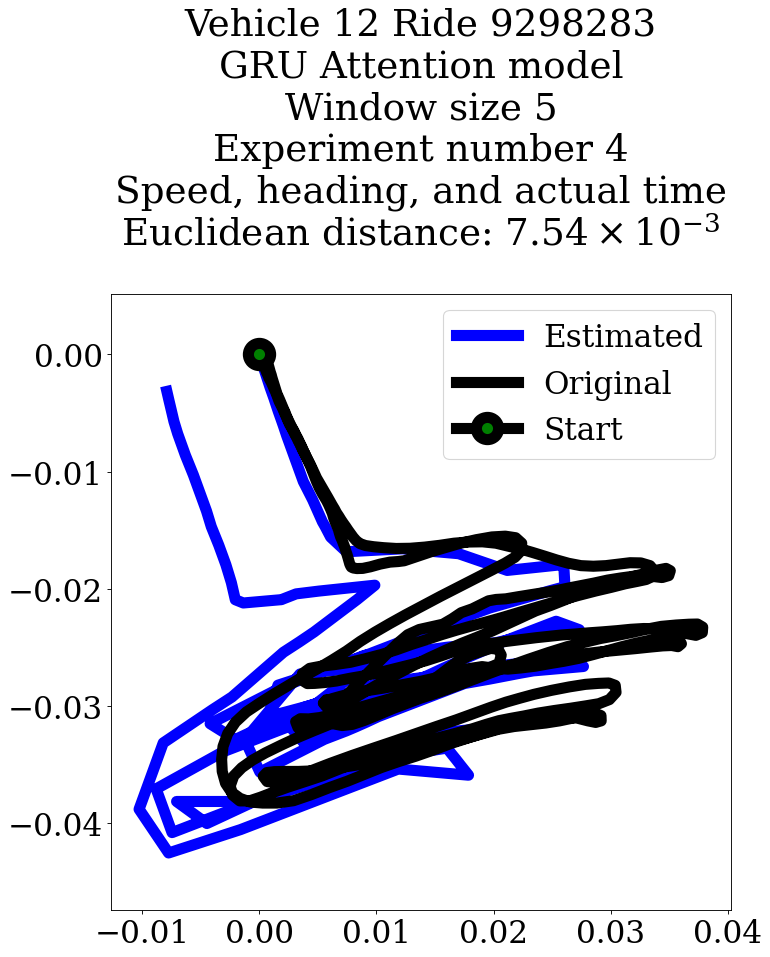 Vehicle 12 Ride 9298283
GRU Attention model
Window size 5
Experiment number 4
Speed, heading, and actual time
Euclidean distance: 7.54 × 10⁻³
Estimated
Original
Start
0.00
−0.01
−0.02
−0.03
−0.04
−0.01 0.00 0.01 0.02 0.03 0.04